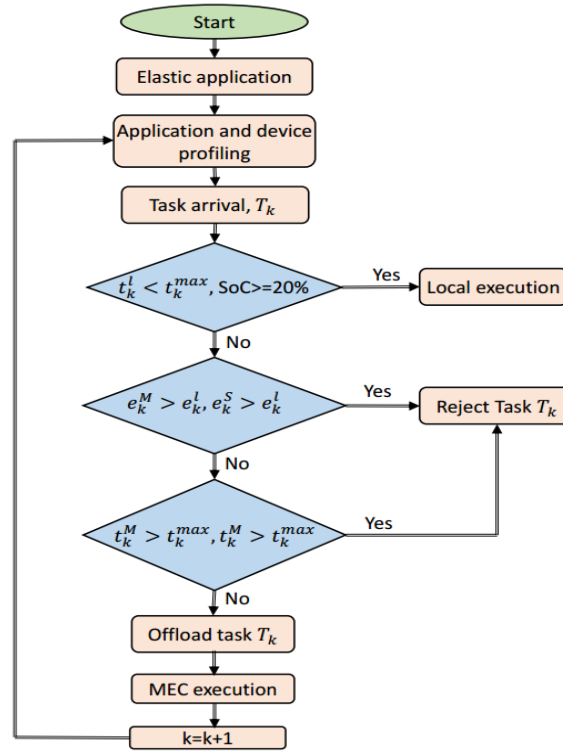 Start
Elastic application
Application and device
profiling
Task arrival, $T_k$
$t_k^l < t_k^{max}$, SoC>=20%
Yes
Local execution
No
$e_k^M > e_k^l, e_k^S > e_k^l$
Yes
Reject Task $T_k$
No
$t_k^M > t_k^{max}, t_k^M > t_k^{max}$
Yes
No
Offload task $T_k$
MEC execution
k=k+1